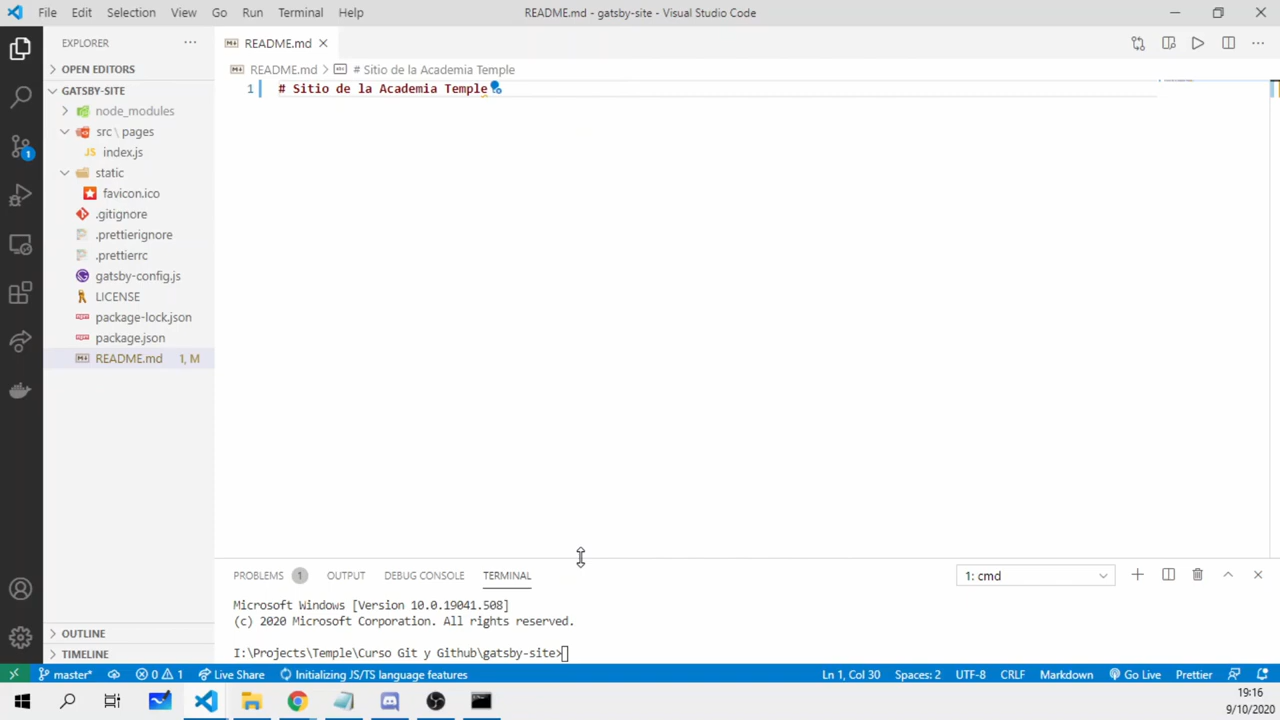 File Edit Selection View Go Run Terminal Help
README.md - gatsby-site - Visual Studio Code
EXPLORER
README.md
OPEN EDITORS
README.md > # Sitio de la Academia Temple
GATSBY-SITE
1 # Sitio de la Academia Temple
node_modules
src \ pages
JS index.js
1
static
favicon.ico
.gitignore
.prettierignore
.prettierrc
gatsby-config.js
LICENSE
package-lock.json
package.json
README.md 1, M
PROBLEMS 1 OUTPUT DEBUG CONSOLE TERMINAL
1: cmd
Microsoft Windows [Version 10.0.19041.508]
(c) 2020 Microsoft Corporation. All rights reserved.
I:\Projects\Temple\Curso Git y Github\gatsby-site>
OUTLINE
TIMELINE
master* 0 1 Live Share Initializing JS/TS language features
Ln 1, Col 30 Spaces: 2 UTF-8 CRLF Markdown Go Live Prettier
19:16
9/10/2020